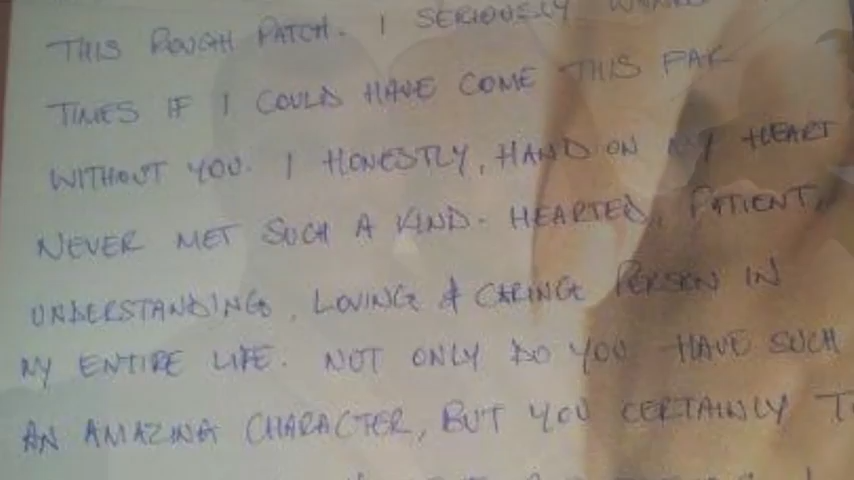 THIS ROUGH PATCH. I SERIOUSLY
TIMES IF I COULD HAVE COME THIS FAR
WITHOUT YOU. I HONESTLY, HAND ON MY HEART
NEVER MET SUCH A KIND-HEARTED, PATIENT,
UNDERSTANDING, LOVING & CARING PERSON IN
MY ENTIRE LIFE. NOT ONLY DO YOU HAVE SUCH
AN AMAZING CHARACTER, BUT YOU CERTAINLY